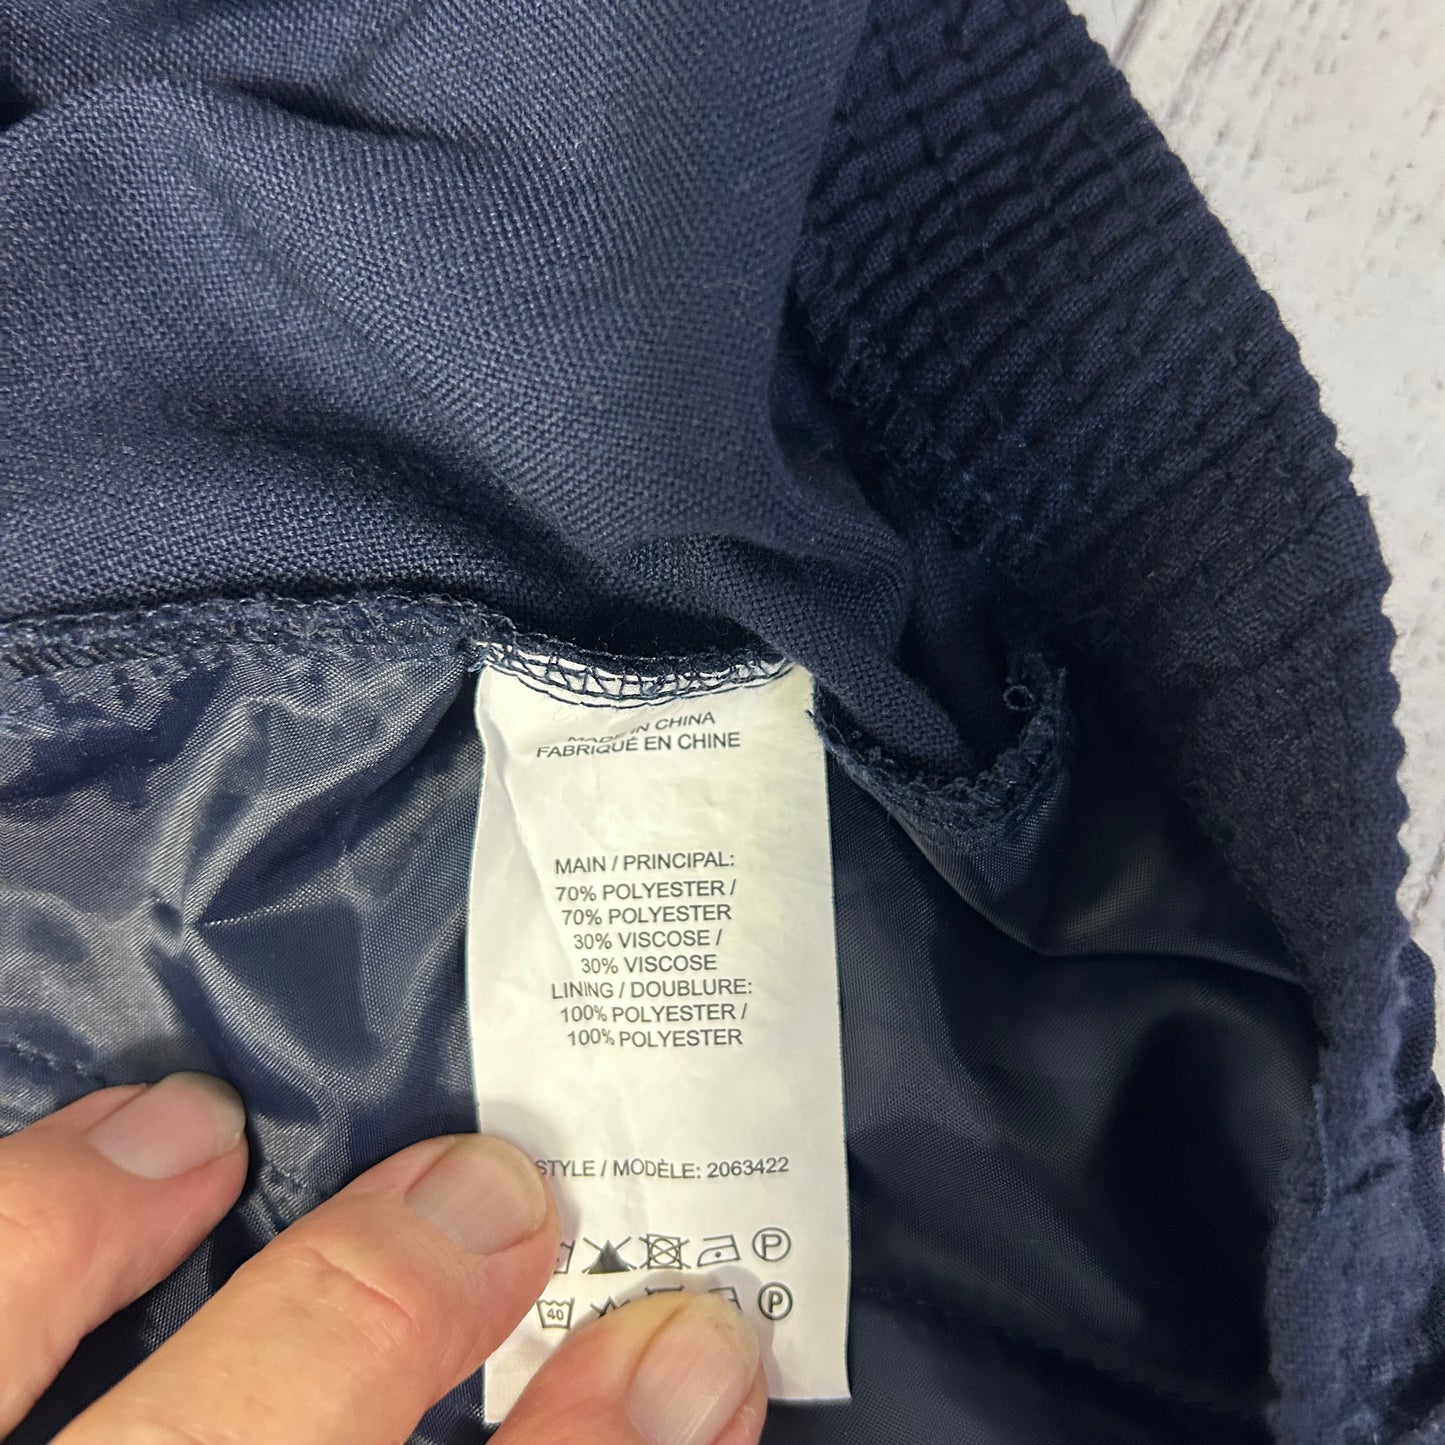 MADE IN CHINA
FABRIQUÉ EN CHINE
MAIN / PRINCIPAL:
70% POLYESTER /
70% POLYESTER
30% VISCOSE /
30% VISCOSE
LINING / DOUBLURE:
100% POLYESTER /
100% POLYESTER
STYLE / MODÈLE: 2063422
P
40 P